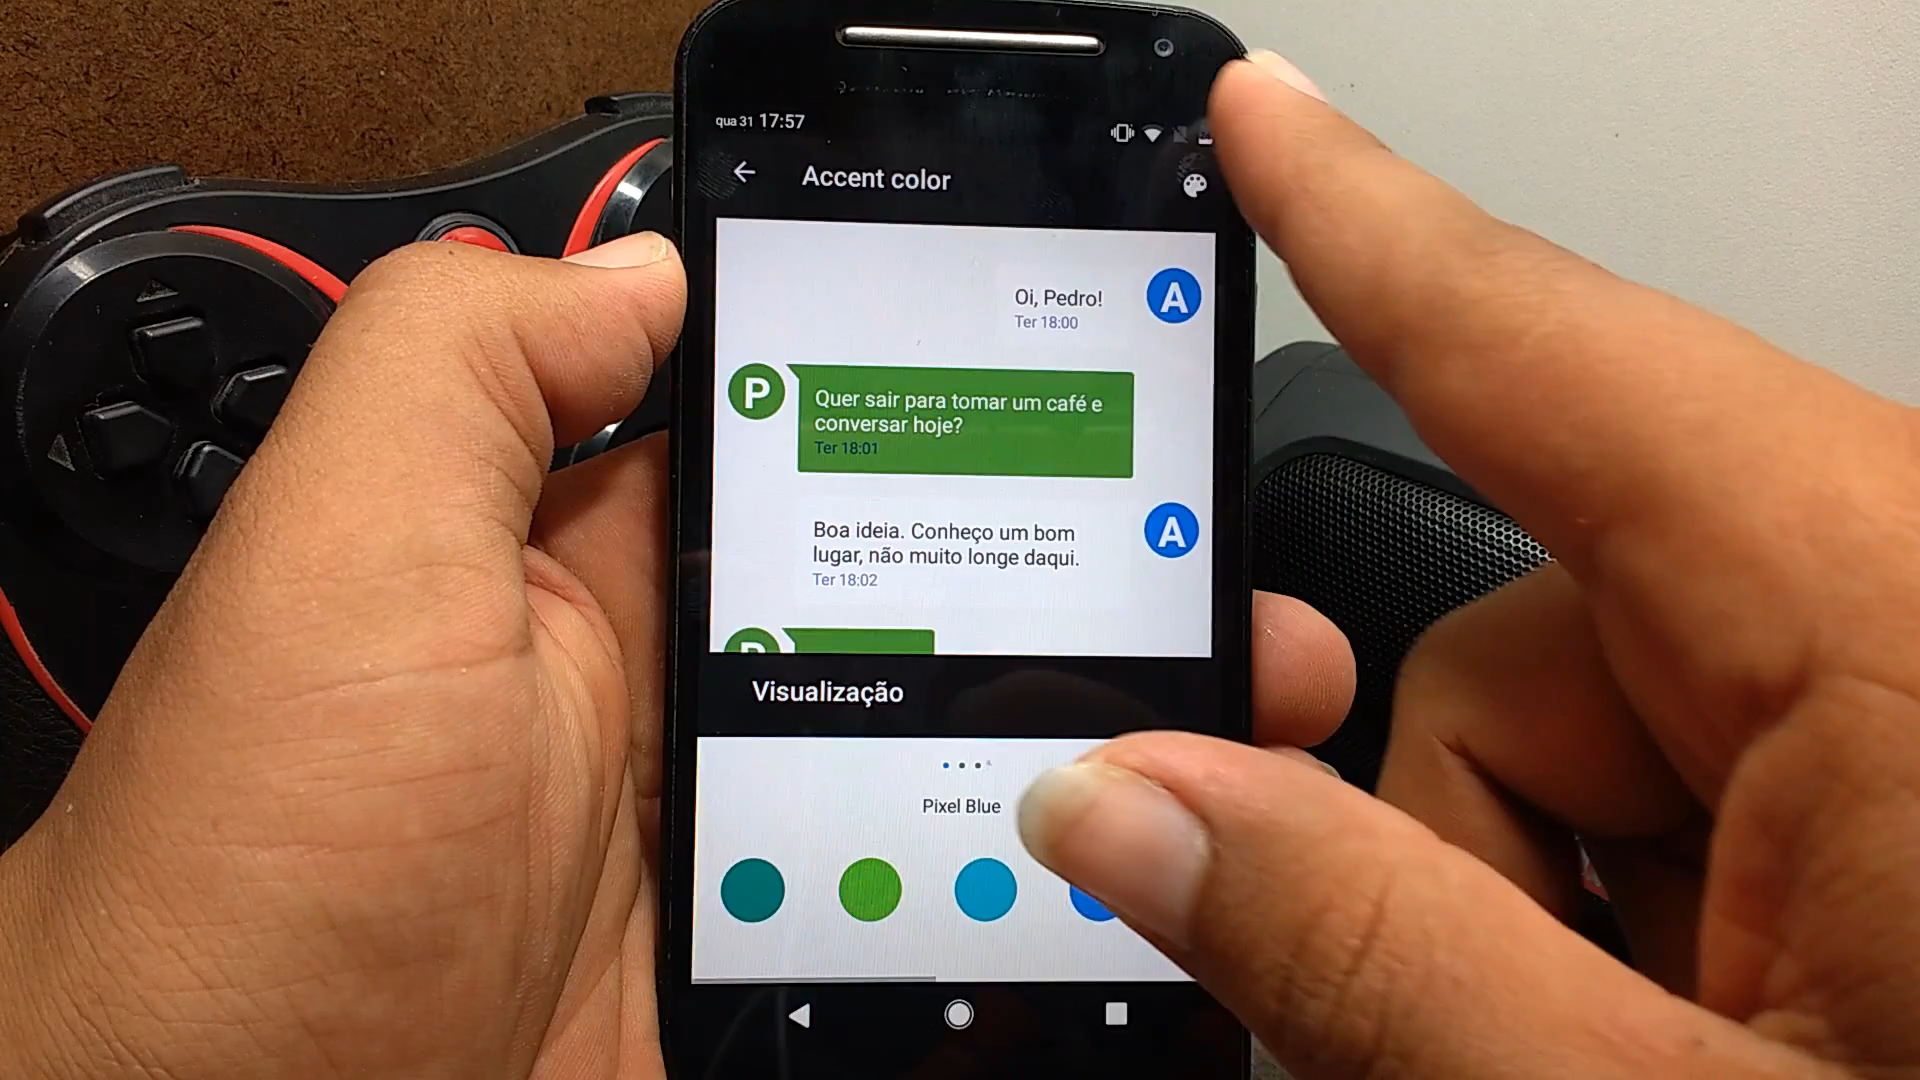 qua 31 17:57
Accent color
Oi, Pedro!
Ter 18:00
A
P
Quer sair para tomar um café e
conversar hoje?
Ter 18:01
Boa ideia. Conheço um bom
lugar, não muito longe daqui.
Ter 18:02
A
P
Visualização
Pixel Blue